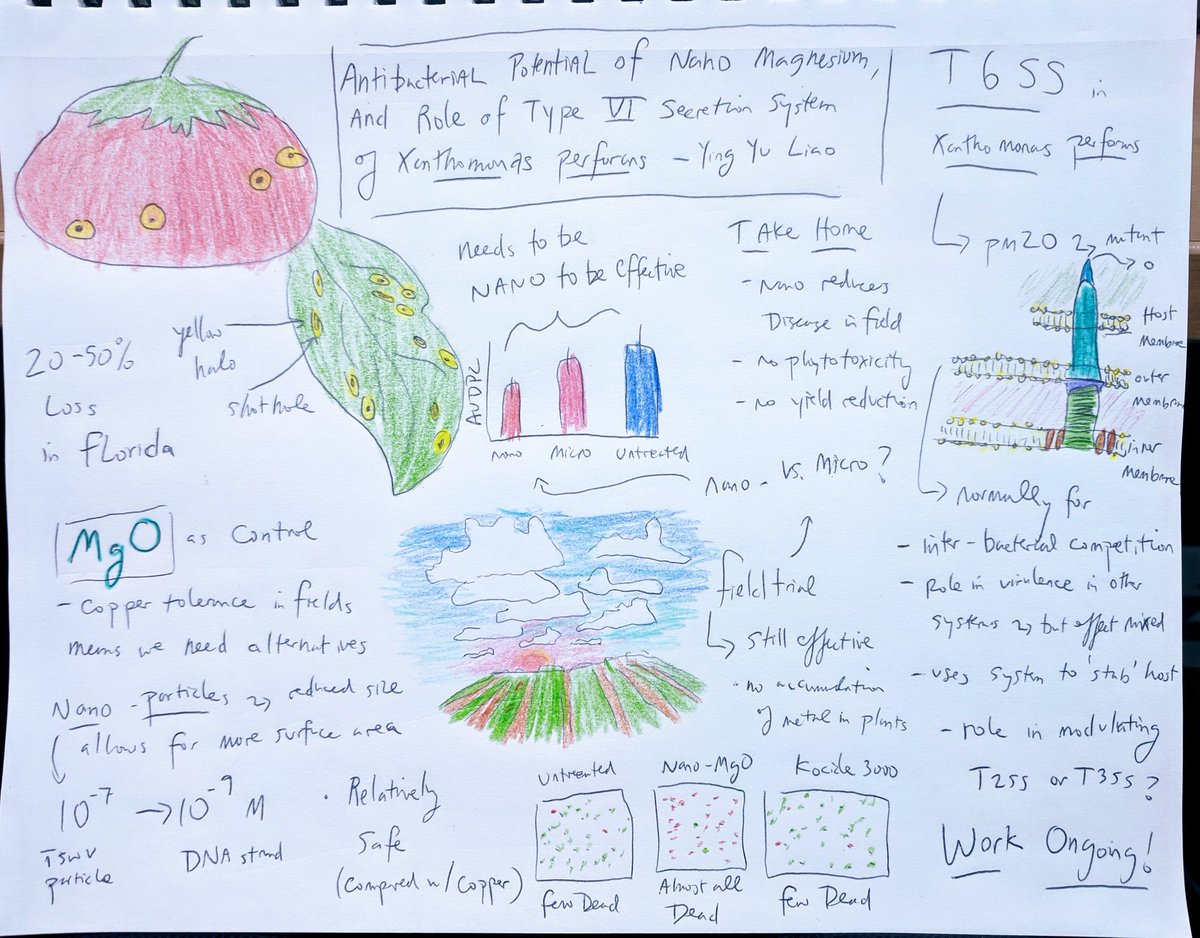 Antibacterial Potential of Nano Magnesium,
And Role of Type VI Secretion System
of Xanthomonas perforans - Ying Yu Liao
20-50%
Loss
in florida
yellow
halo
shothole
MgO as control
- Copper tolerance in fields
means we need alternatives
Nano-particles → reduced size
allows for more surface area
10⁻⁷ → 10⁻⁹ M
TSWV
particle
DNA strand
needs to be
NANO to be effective
AUDPC
Nano
Micro
Untreated
Take Home
- Nano reduces
Disease in field
- no phytotoxicity
- no yield reduction
nano - vs. Micro?
field trial
still effective
• no accumulation
of metal in plants
• Relatively
Safe
(compared w/ copper)
Untreated
few Dead
Nano-MgO
Almost all
Dead
Kocide 3000
few Dead
T6SS in
Xanthomonas perforns
→ pm20 → mutant
Host
Membrane
outer
Membrane
inner
Membrane
→ normally for
- inter-bacterial competition
- role in virulence in other
systems → but effect mixed
- uses system to 'stab' host
- role in modulating
T2SS or T3SS?
Work Ongoing!